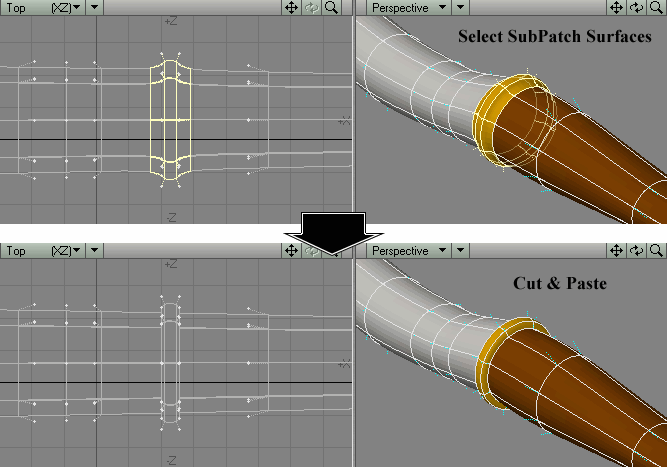 Top (XZ)
Perspective
+Z
Select SubPatch Surfaces
+X
-Z
Top (XZ)
Perspective
+Z
Cut & Paste
+X
-Z